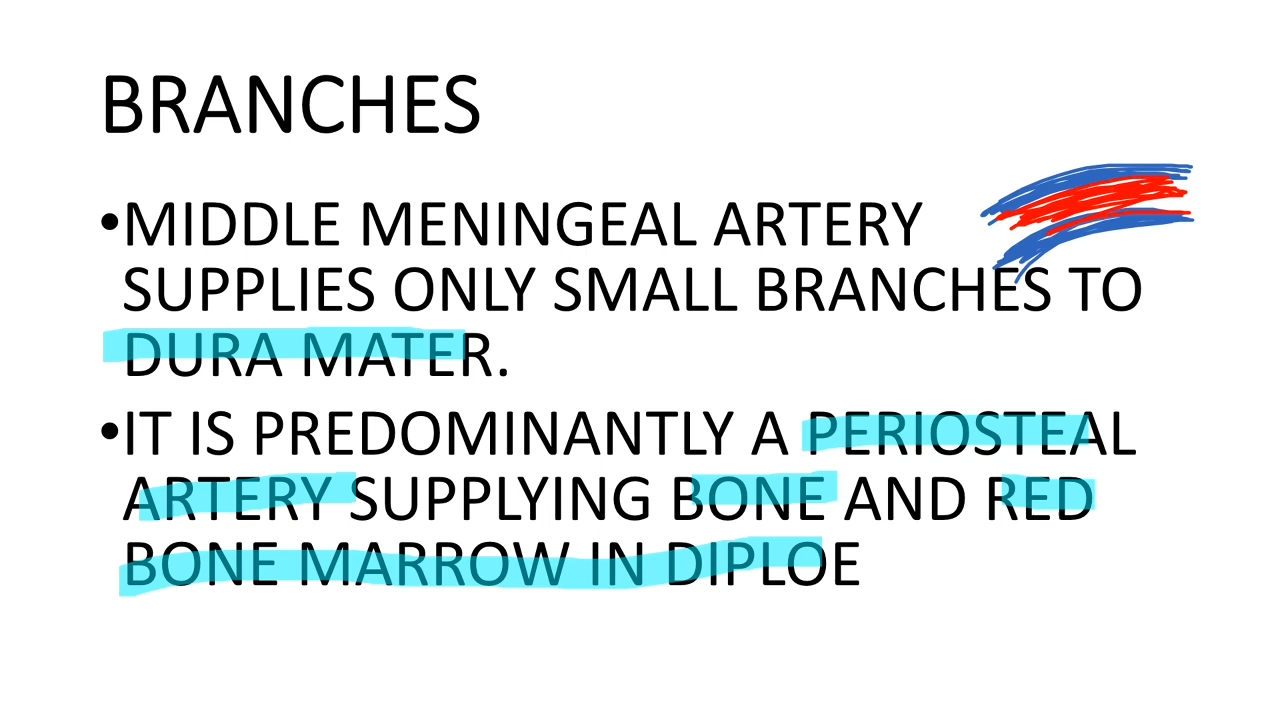 BRANCHES
•MIDDLE MENINGEAL ARTERY
SUPPLIES ONLY SMALL BRANCHES TO
DURA MATER.
•IT IS PREDOMINANTLY A PERIOSTEAL
ARTERY SUPPLYING BONE AND RED
BONE MARROW IN DIPLOE